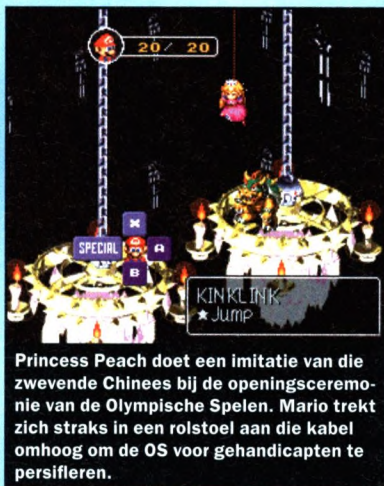 20/ 20
×
SPECIAL
A
B
KINKLINK
★Jump
Princess Peach doet een imitatie van die
zwevende Chinees bij de openingsceremo-
nie van de Olympische Spelen. Mario trekt
zich straks in een rolstoel aan die kabel
omhoog om de OS voor gehandicapten te
persifleren.